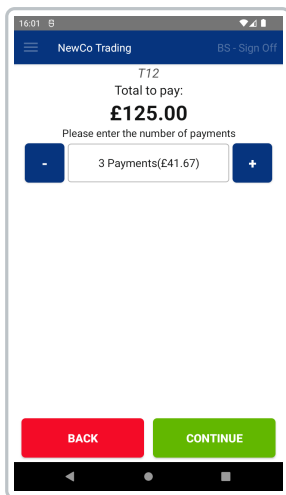 16:01
NewCo Trading BS - Sign Off
T12
Total to pay:
£125.00
Please enter the number of payments
- 3 Payments(£41.67) +
BACK CONTINUE